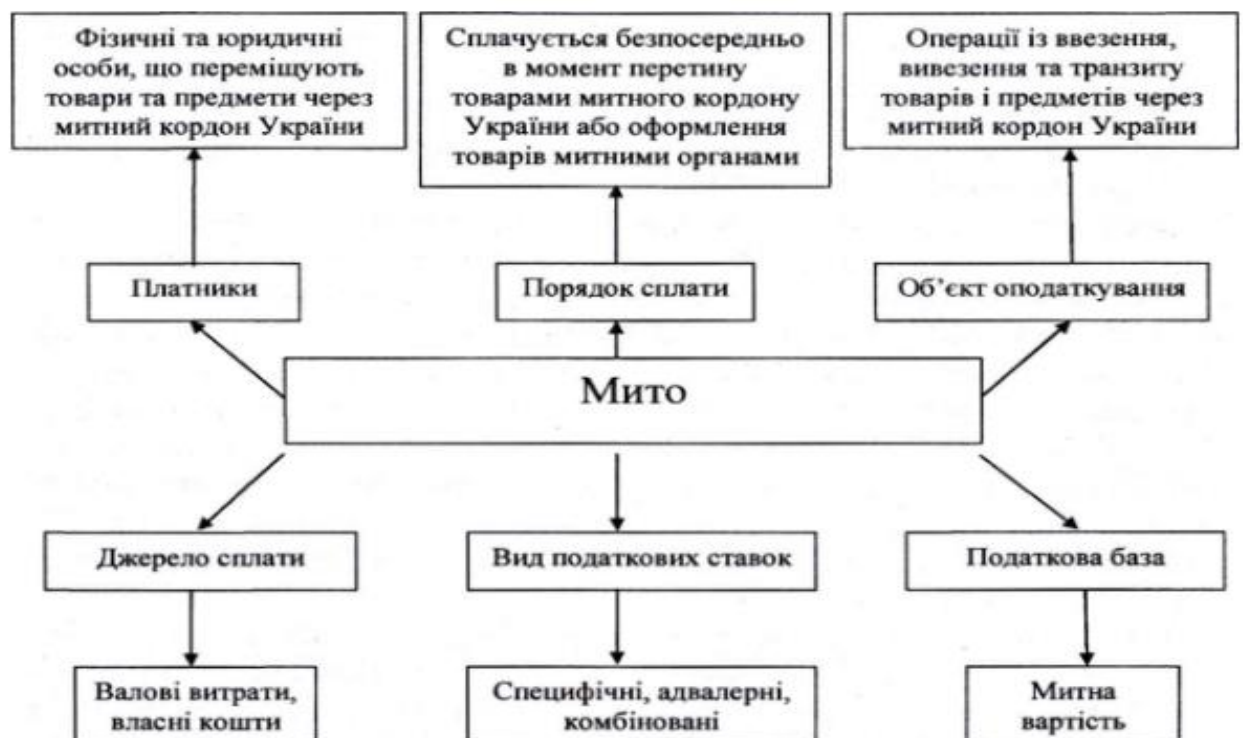 Фізичні та юридичні
особи, що переміщують
товари та предмети через
митний кордон України
Сплачується безпосередньо
в момент перетину
товарами митного кордону
України або оформлення
товарів митними органами
Операції із ввезення,
вивезення та транзиту
товарів і предметів через
митний кордон України
Платники
Порядок сплати
Об’єкт оподаткування
Мито
Джерело сплати
Вид податкових ставок
Податкова база
Валові витрати,
власні кошти
Специфічні, адвалерні,
комбіновані
Митна
вартість